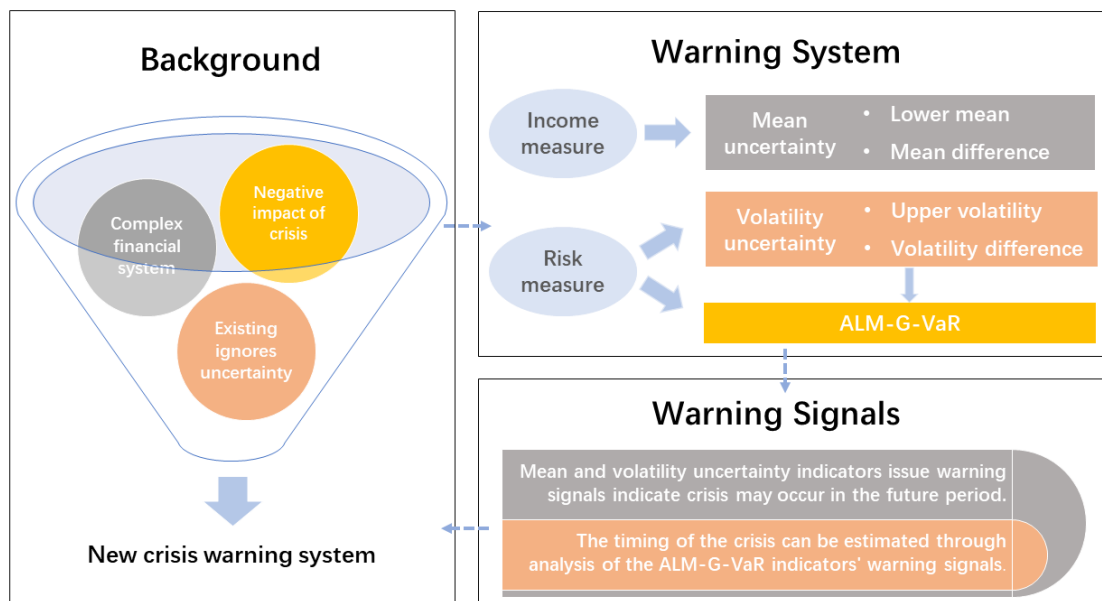 Background
Negative
impact of
crisis
Complex
financial
system
Existing
ignores
uncertainty
New crisis warning system
Warning System
Income
measure
Mean
uncertainty
• Lower mean
• Mean difference
Risk
measure
Volatility
uncertainty
• Upper volatility
• Volatility difference
ALM-G-VaR
Warning Signals
Mean and volatility uncertainty indicators issue warning
signals indicate crisis may occur in the future period.
The timing of the crisis can be estimated through
analysis of the ALM-G-VaR indicators' warning signals.